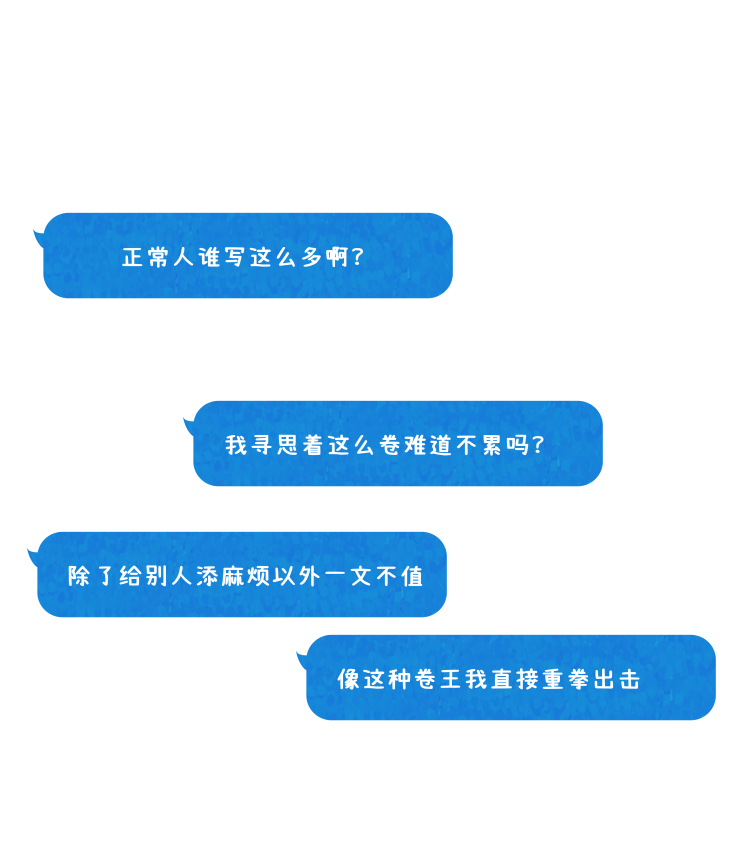 正常人谁写这么多啊?
我寻思着这么卷难道不累吗?
除了给别人添麻烦以外一文不值
像这种卷王我直接重拳出击